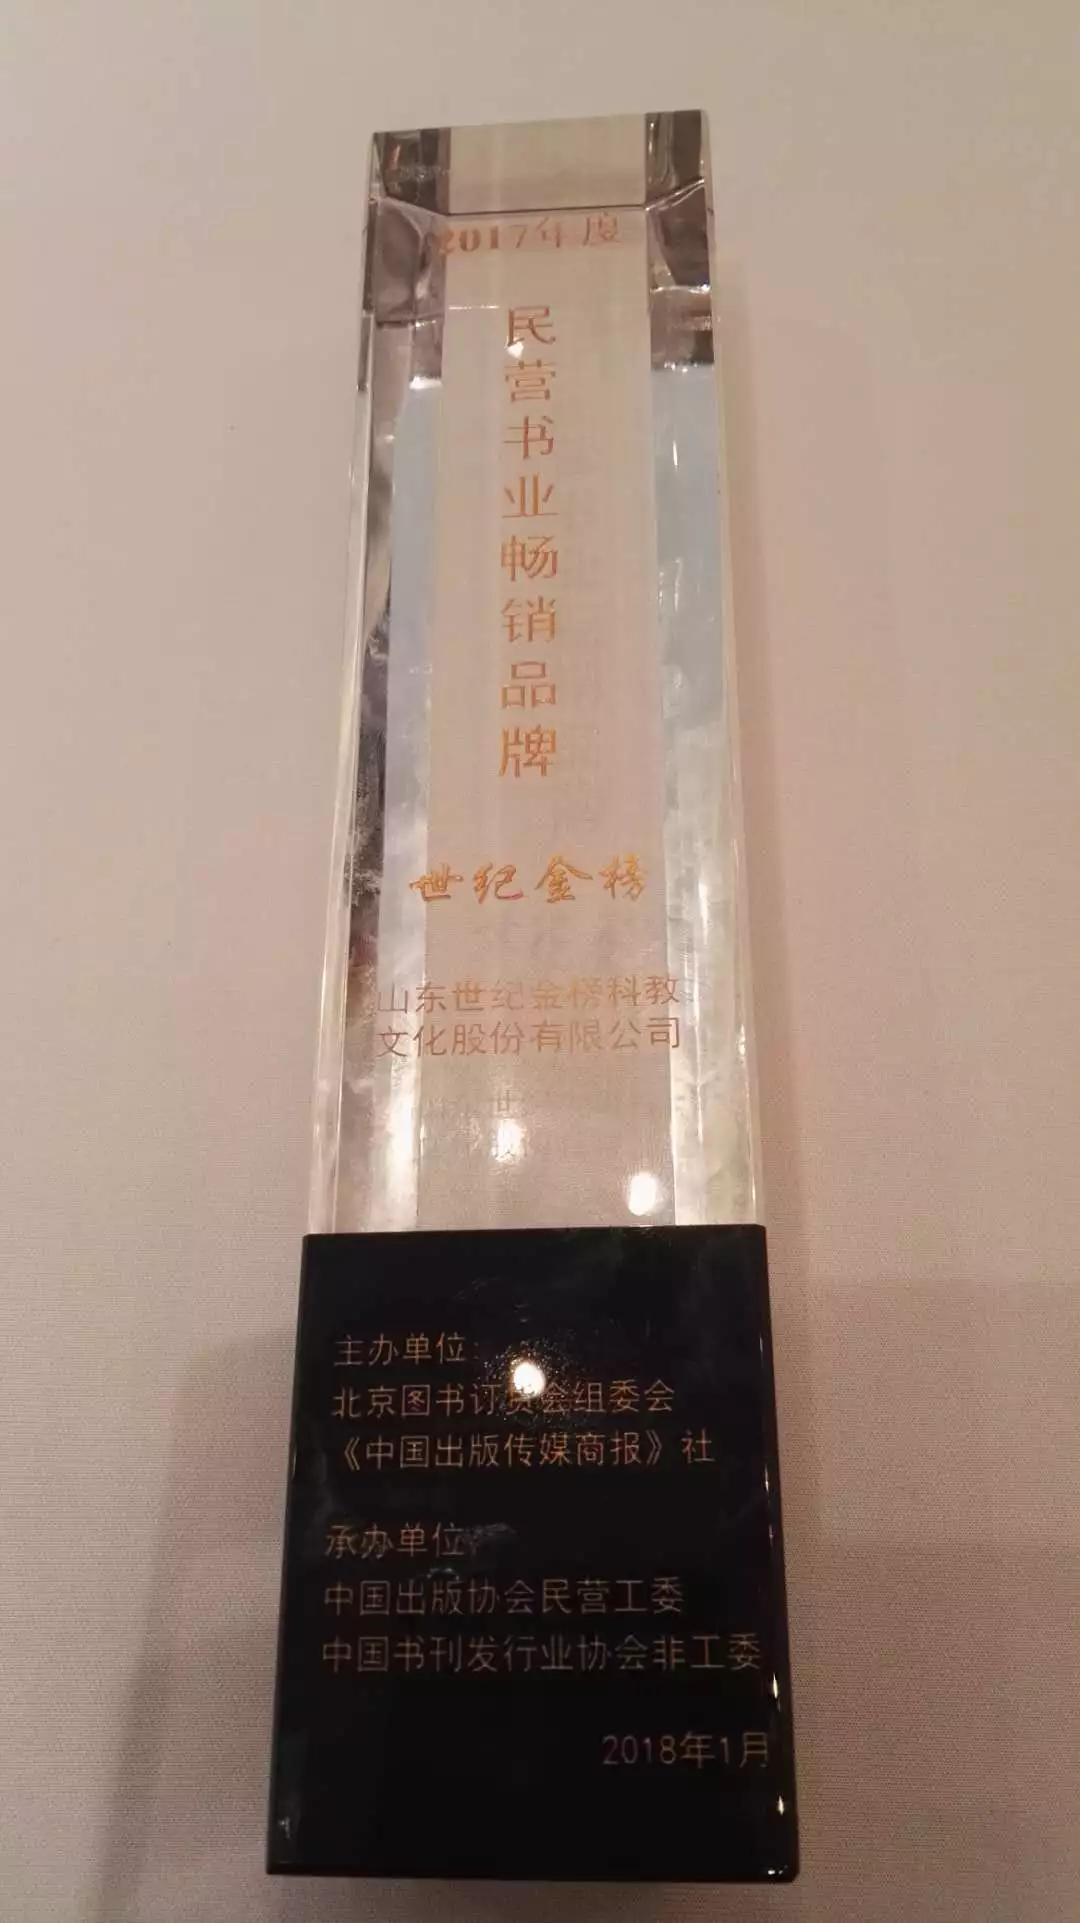 2017年度
民营书业畅销品牌
世纪金榜
山东世纪金榜科教
文化股份有限公司
主办单位:
北京图书订货会组委会
《中国出版传媒商报》社
承办单位:
中国出版协会民营工委
中国书刊发行业协会非工委
2018年1月